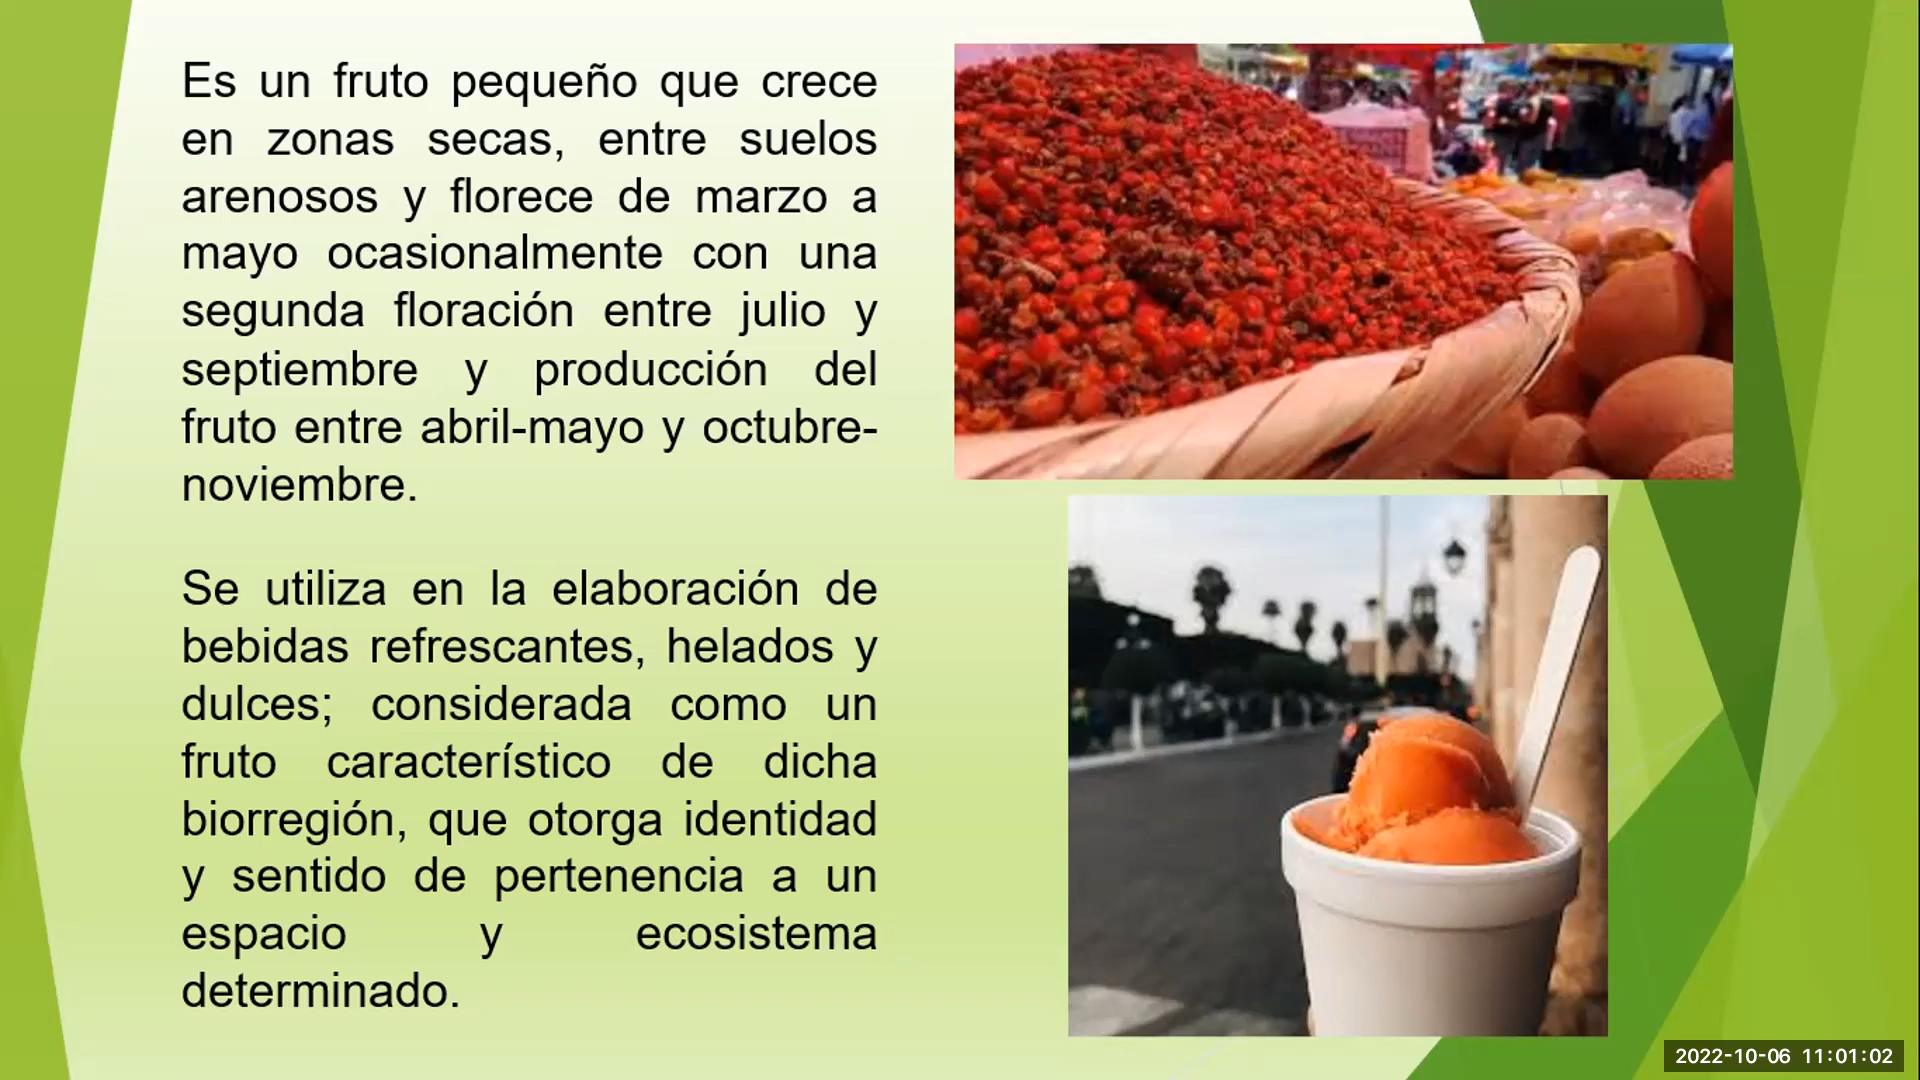 Es un fruto pequeño que crece
en zonas secas, entre suelos
arenosos y florece de marzo a
mayo ocasionalmente con una
segunda floración entre julio y
septiembre y producción del
fruto entre abril-mayo y octubre-
noviembre.
Se utiliza en la elaboración de
bebidas refrescantes, helados y
dulces; considerada como un
fruto característico de dicha
biorregión, que otorga identidad
y sentido de pertenencia a un
espacio y ecosistema
determinado.
2022-10-06 11:01:02